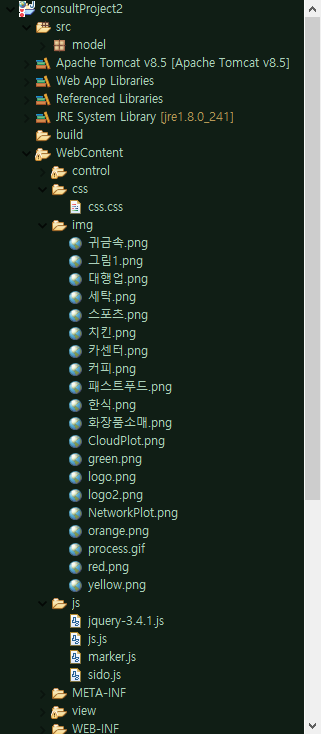 consultProject2
src
model
Apache Tomcat v8.5 [Apache Tomcat v8.5]
Web App Libraries
Referenced Libraries
JRE System Library [jre1.8.0_241]
build
WebContent
control
css
css.css
img
귀금속.png
그림1.png
대행업.png
세탁.png
스포츠.png
치킨.png
카센터.png
커피.png
패스트푸드.png
한식.png
화장품소매.png
CloudPlot.png
green.png
logo.png
logo2.png
NetworkPlot.png
orange.png
process.gif
red.png
yellow.png
js
jquery-3.4.1.js
js.js
marker.js
sido.js
META-INF
view
WEB-INF